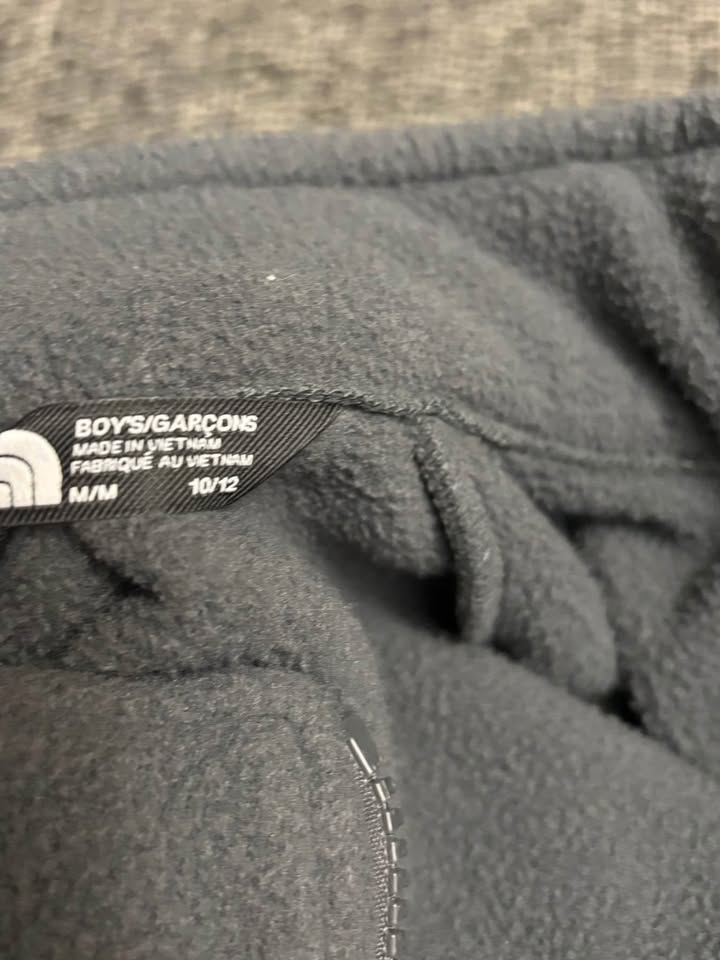 BOY'S/GARÇONS
MADE IN VIETNAM
FABRIQUÉ AU VIETNAM
M/M 10/12